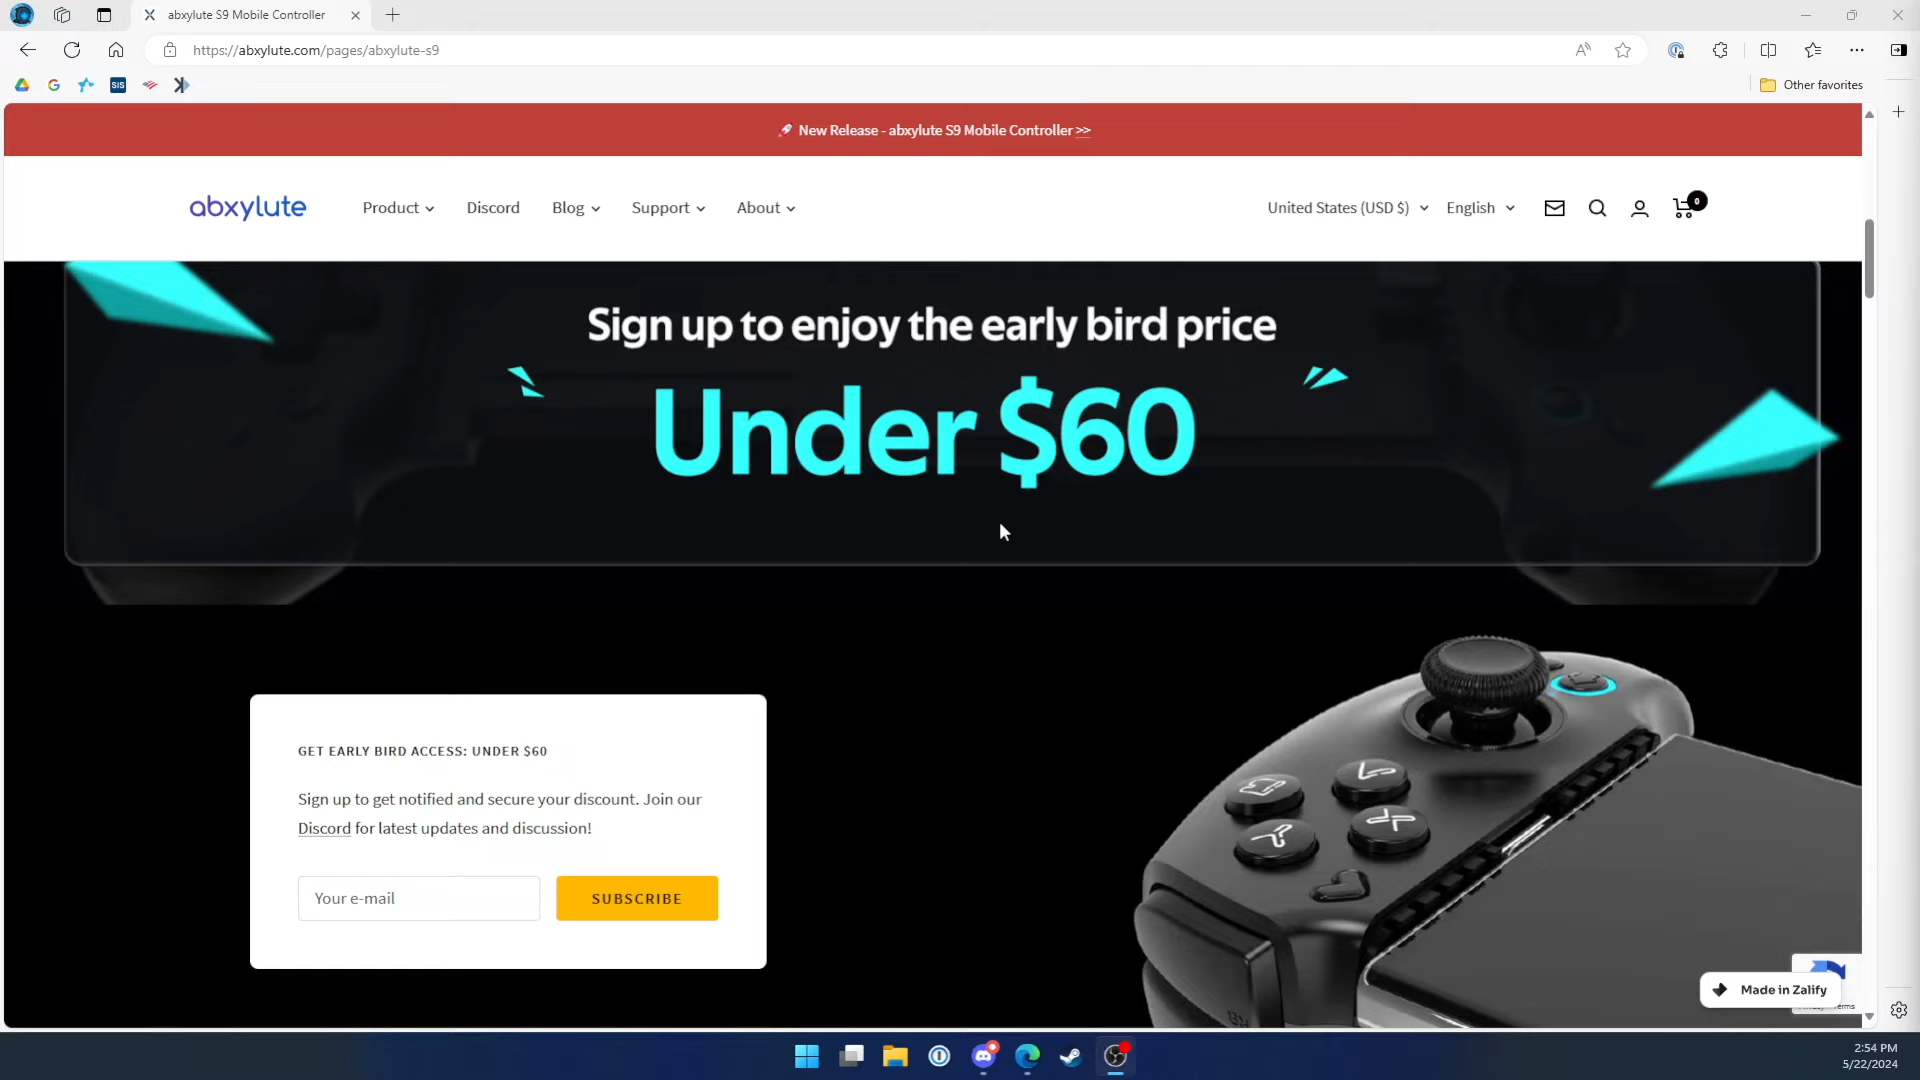 abxylute S9 Mobile Controller
https://abxylute.com/pages/abxylute-s9
SIS
Other favorites
🚀 New Release - abxylute S9 Mobile Controller >>
abxylute
Product
Discord
Blog
Support
About
United States (USD $)
English
0
Sign up to enjoy the early bird price
Under $60
GET EARLY BIRD ACCESS: UNDER $60
Sign up to get notified and secure your discount. Join our
Discord for latest updates and discussion!
Your e-mail
SUBSCRIBE
Made in Zalify
2:54 PM
5/22/2024